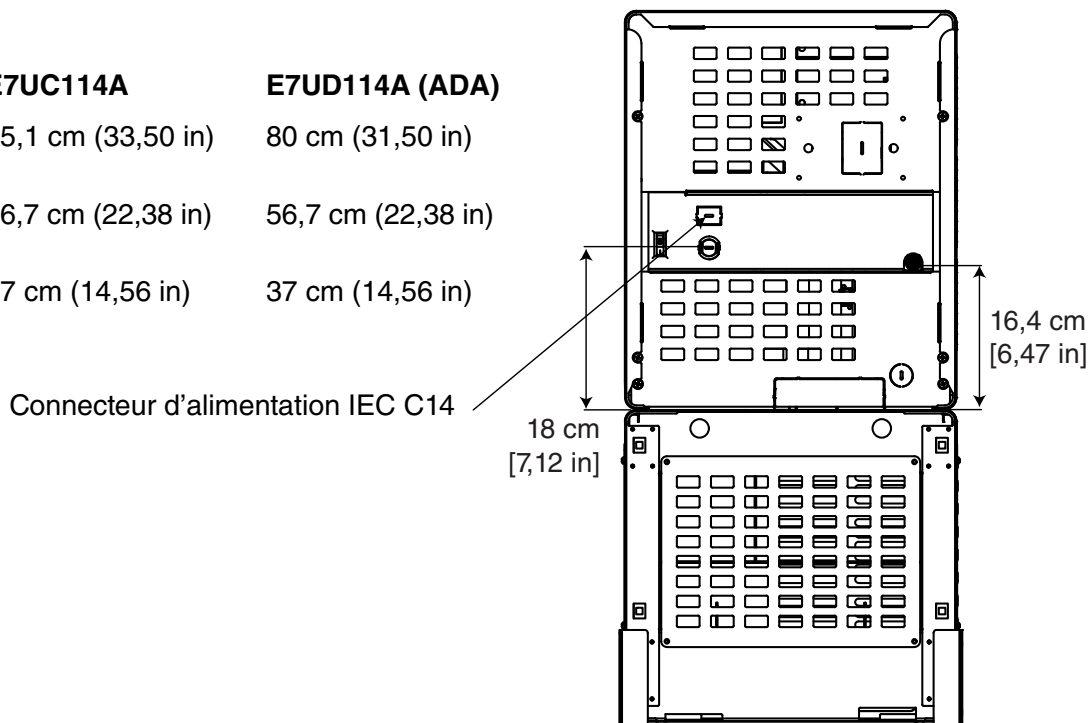 E7UC114A E7UD114A (ADA)
5,1 cm (33,50 in) 80 cm (31,50 in)
6,7 cm (22,38 in) 56,7 cm (22,38 in)
7 cm (14,56 in) 37 cm (14,56 in)
16,4 cm
[6,47 in]
Connecteur d’alimentation IEC C14
18 cm
[7,12 in]